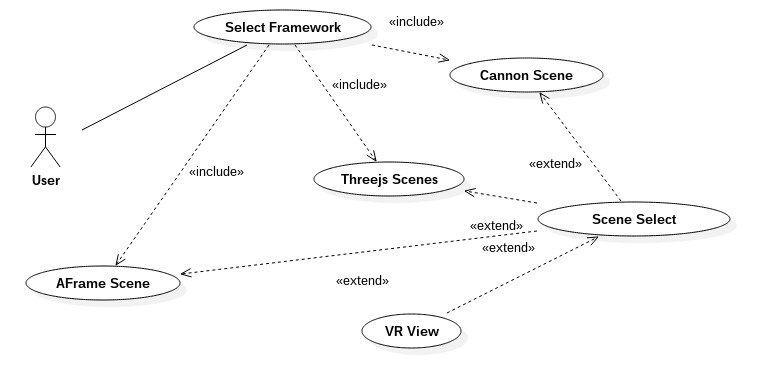 «include»
Select Framework
Cannon Scene
«include»
«extend»
«include»
Threejs Scenes
User
Scene Select
«extend»
«extend»
AFrame Scene
«extend»
VR View